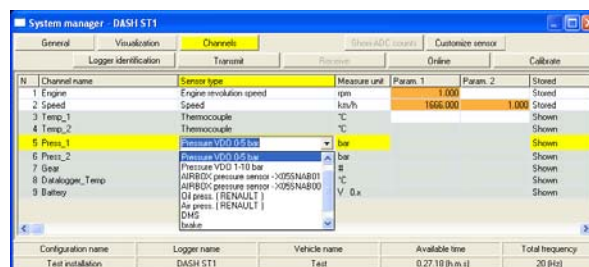 System manager - DASH ST1
General Visualization Channels Show ADC counts Customize sensor
Logger identification Transmit Receive Online Calibrate
N Channel name Sensor type Measure unit Param. 1 Param. 2 Stored
1 Engine Engine revolution speed rpm 1.000 Stored
2 Speed Speed km/h 1666.000 1.000 Stored
3 Temp_1 Thermocouple °C Shown
4 Temp_2 Thermocouple °C Shown
5 Press_1 Pressure VDO 0-5 bar bar Shown
6 Press_2 Pressure VDO 0-5 bar bar Shown
Pressure VDO 1-10 bar
7 Gear AIRBOX pressure sensor - X05SNAB01 # Shown
AIRBOX pressure sensor - X05SNAB00
8 Datalogger_Temp Oil press. ( RENAULT ) °C Shown
Air press. ( RENAULT )
9 Battery DMS V 0.x Shown
brake
Configuration name Logger name Vehicle name Available time Total frequency
Test installation DASH ST1 Test 0.27.18 (h.m.s) 20 (Hz)